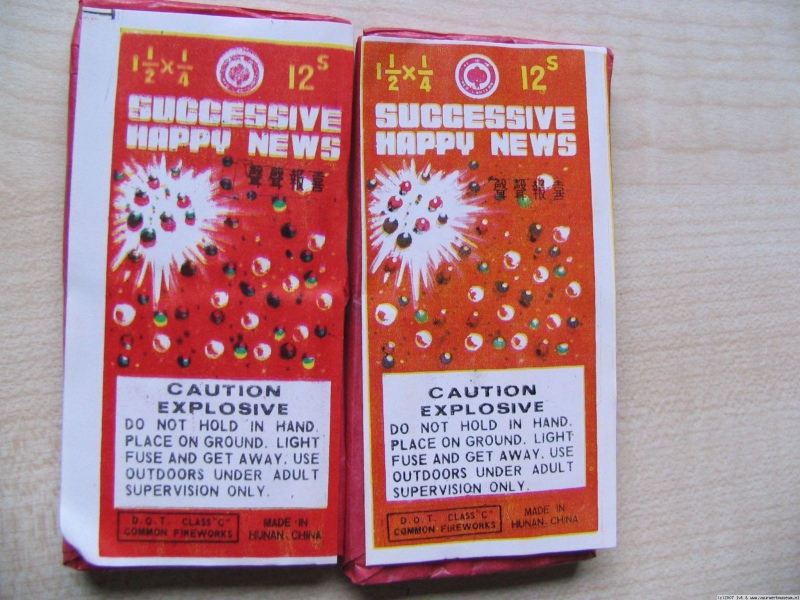 1 1/2 x 1/4
12s
SUCCESSIVE
HAPPY NEWS
聲聲報喜
CAUTION
EXPLOSIVE
DO NOT HOLD IN HAND.
PLACE ON GROUND. LIGHT
FUSE AND GET AWAY. USE
OUTDOORS UNDER ADULT
SUPERVISION ONLY.
D.O.T. CLASS "C"
COMMON FIREWORKS
MADE IN
HUNAN.CHINA
1 1/2 x 1/4
12s
SUCCESSIVE
HAPPY NEWS
聲聲報喜
CAUTION
EXPLOSIVE
DO NOT HOLD IN HAND.
PLACE ON GROUND. LIGHT
FUSE AND GET AWAY. USE
OUTDOORS UNDER ADULT
SUPERVISION ONLY.
D.O.T. CLASS "C"
COMMON FIREWORKS
MADE IN
HUNAN.CHINA